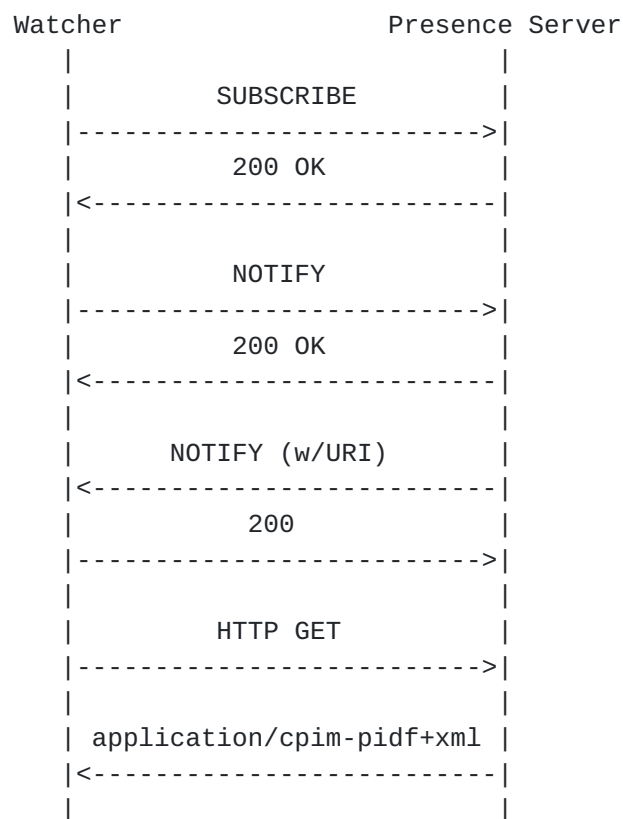 Watcher                 Presence Server
   |                           |
   |         SUBSCRIBE         |
   |-------------------------->|
   |          200 OK           |
   |<--------------------------|
   |                           |
   |          NOTIFY           |
   |-------------------------->|
   |          200 OK           |
   |<--------------------------|
   |                           |
   |      NOTIFY (w/URI)       |
   |<--------------------------|
   |           200             |
   |-------------------------->|
   |                           |
   |         HTTP GET          |
   |-------------------------->|
   |                           |
   | application/cpim-pidf+xml |
   |<--------------------------|
   |                           |